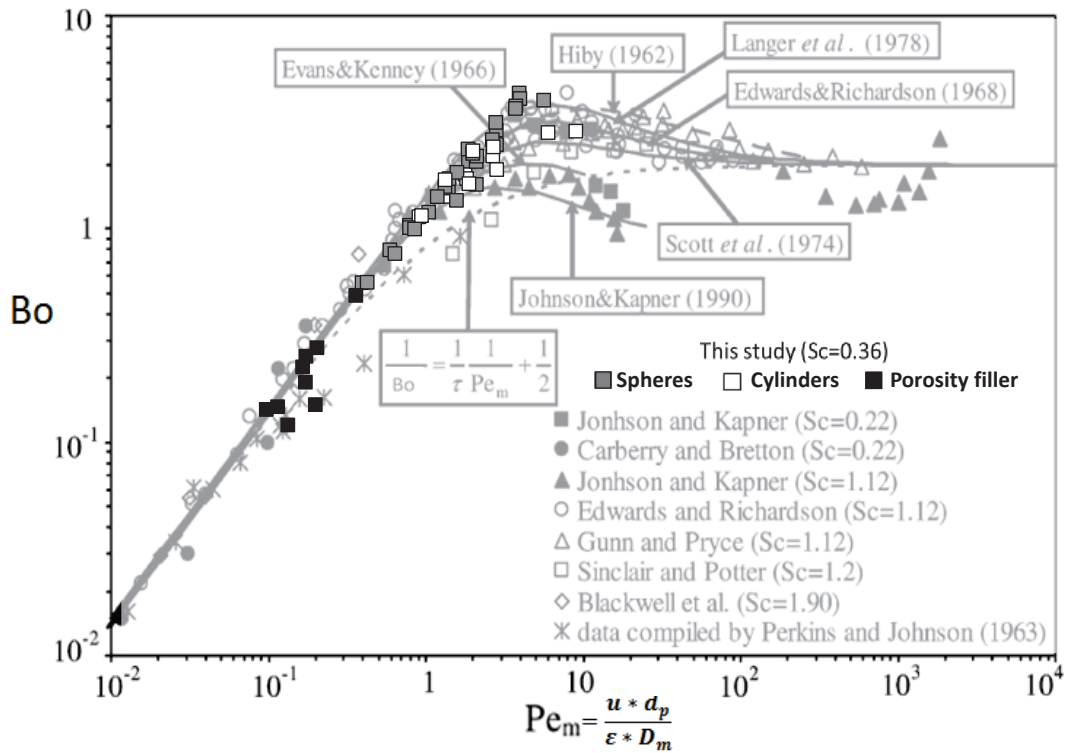 10
1
10-1
10-2
Bo
Evans&Kenney (1966)
Hiby (1962)
Langer et al. (1978)
Edwards&Richardson (1968)
Scott et al. (1974)
Johnson&Kapner (1990)
1/Bo = 1/τ 1/Pem + 1/2
This study (Sc=0.36)
Spheres Cylinders Porosity filler
Jonhson and Kapner (Sc=0.22)
Carberry and Bretton (Sc=0.22)
Jonhson and Kapner (Sc=1.12)
Edwards and Richardson (Sc=1.12)
Gunn and Pryce (Sc=1.12)
Sinclair and Potter (Sc=1.2)
Blackwell et al. (Sc=1.90)
data compiled by Perkins and Johnson (1963)
10-2 10-1 1 10 102 103 104
Pem = u * dp / ε * Dm